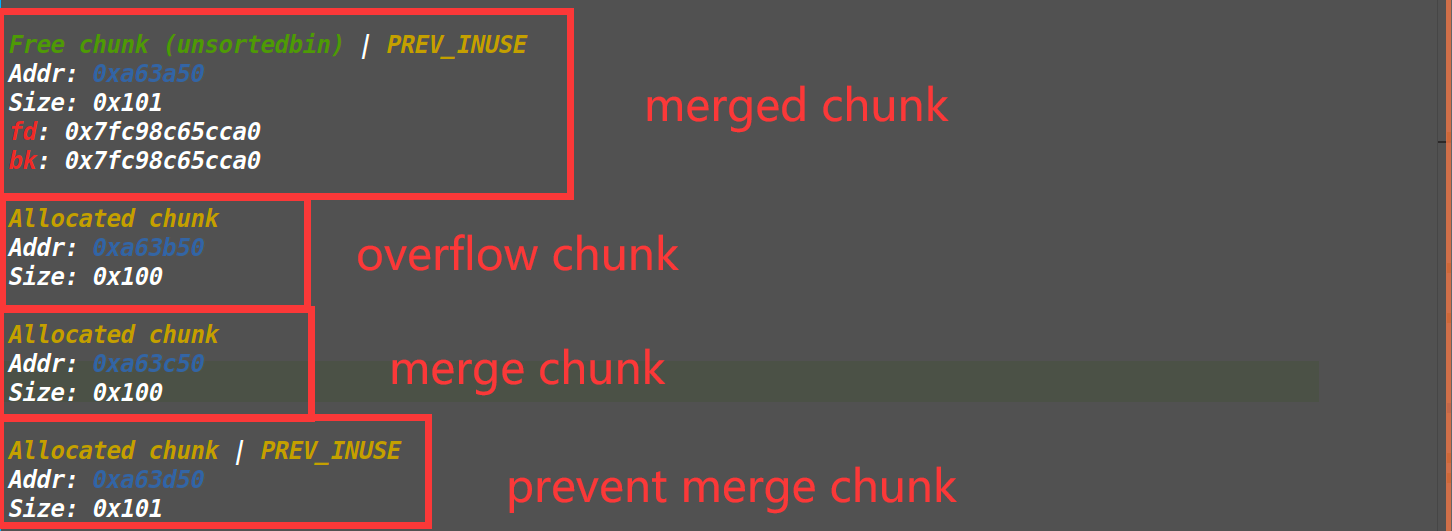 Free chunk (unsortedbin) | PREV_INUSE
Addr: 0xa63a50
Size: 0x101
fd: 0x7fc98c65cca0
bk: 0x7fc98c65cca0
merged chunk
Allocated chunk
Addr: 0xa63b50
Size: 0x100
overflow chunk
Allocated chunk
Addr: 0xa63c50
Size: 0x100
merge chunk
Allocated chunk | PREV_INUSE
Addr: 0xa63d50
Size: 0x101
prevent merge chunk